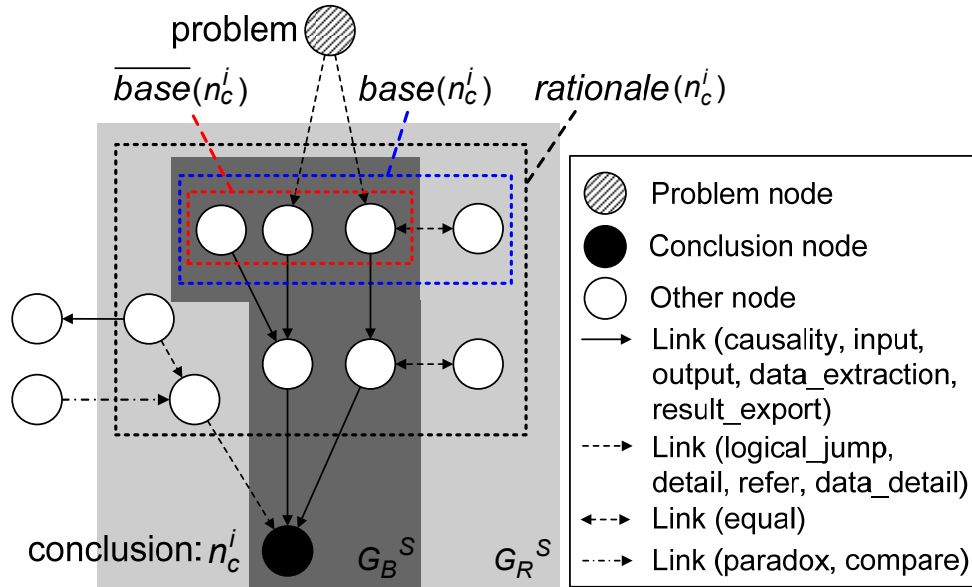 problem
base(n_c^i)
base(n_c^i)
rationale(n_c^i)
Problem node
Conclusion node
Other node
Link (causality, input,
output, data_extraction,
result_export)
Link (logical_jump,
detail, refer, data_detail)
Link (equal)
Link (paradox, compare)
conclusion: n_c^i
G_B^S
G_R^S